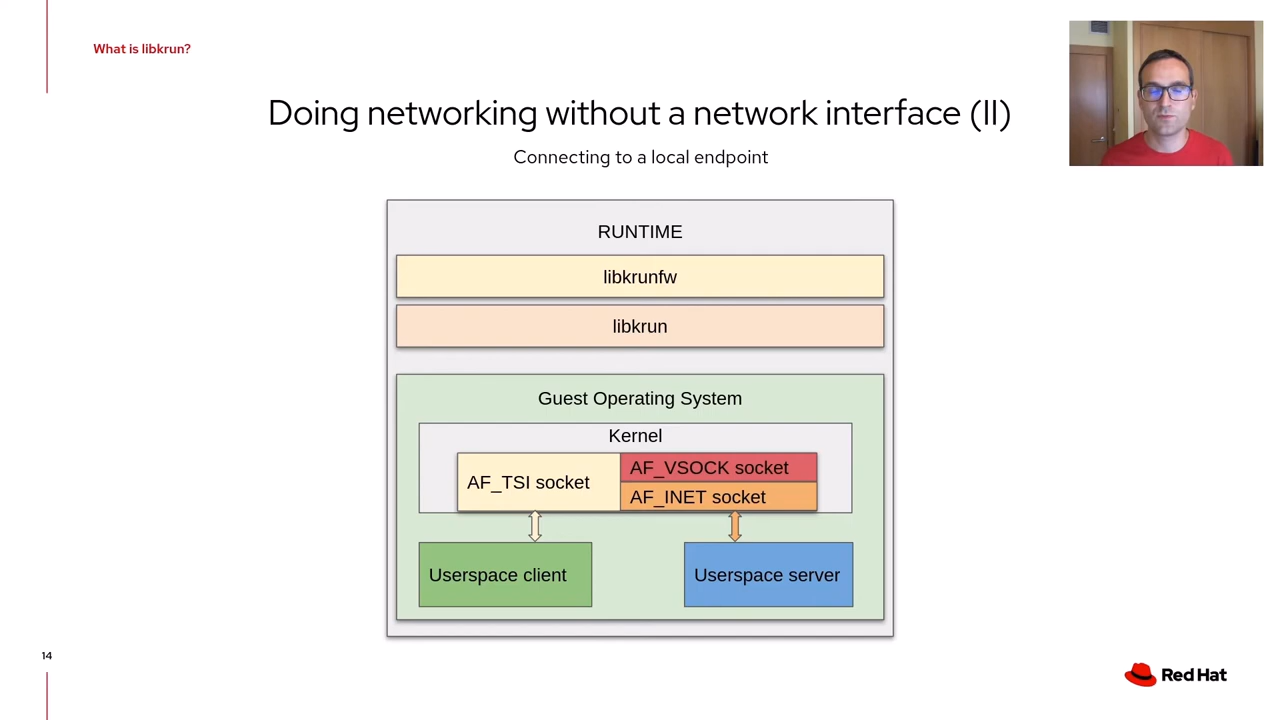 What is libkrun?
Doing networking without a network interface (II)
Connecting to a local endpoint
RUNTIME
libkrunfw
libkrun
Guest Operating System
Kernel
AF_TSI socket
AF_VSOCK socket
AF_INET socket
Userspace client
Userspace server
14
Red Hat